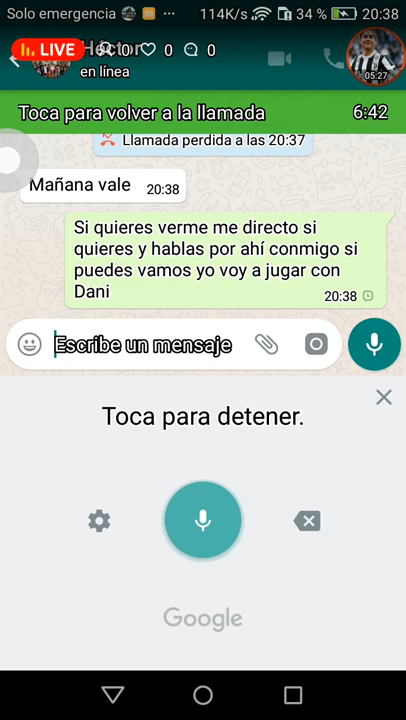 Solo emergencia ... 114K/s 34 % 20:38
LIVE Héctor 0 0 0
en línea
05:27
Toca para volver a la llamada 6:42
Llamada perdida a las 20:37
Mañana vale 20:38
Si quieres verme me directo si
quieres y hablas por ahí conmigo si
puedes vamos yo voy a jugar con
Dani
20:38
Escribe un mensaje
Toca para detener.
Google